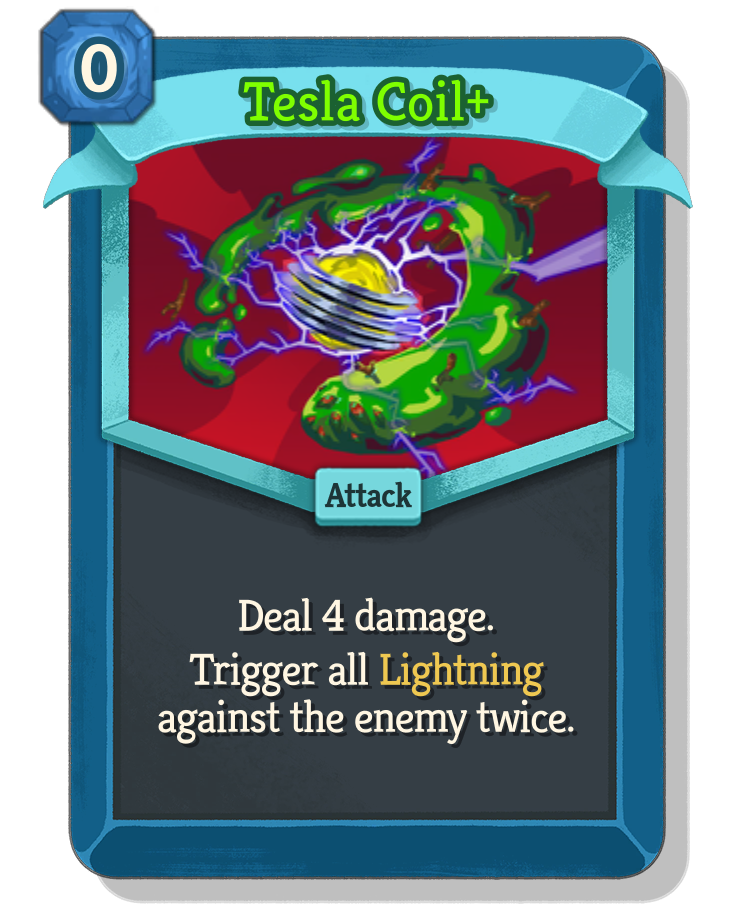 0
Tesla Coil+
Attack
Deal 4 damage.
Trigger all Lightning
against the enemy twice.